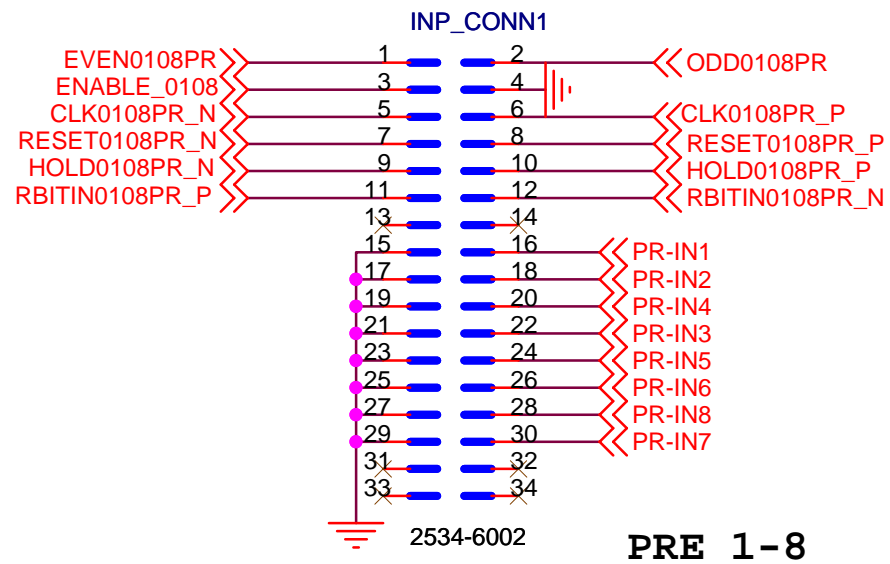 INP_CONN1
EVEN0108PR 1 2 ODD0108PR
ENABLE_0108 3 4
CLK0108PR_N 5 6 CLK0108PR_P
RESET0108PR_N 7 8 RESET0108PR_P
HOLD0108PR_N 9 10 HOLD0108PR_P
RBITIN0108PR_P 11 12 RBITIN0108PR_N
13 14
15 16 PR-IN1
17 18 PR-IN2
19 20 PR-IN4
21 22 PR-IN3
23 24 PR-IN5
25 26 PR-IN6
27 28 PR-IN8
29 30 PR-IN7
31 32
33 34
2534-6002
PRE 1-8